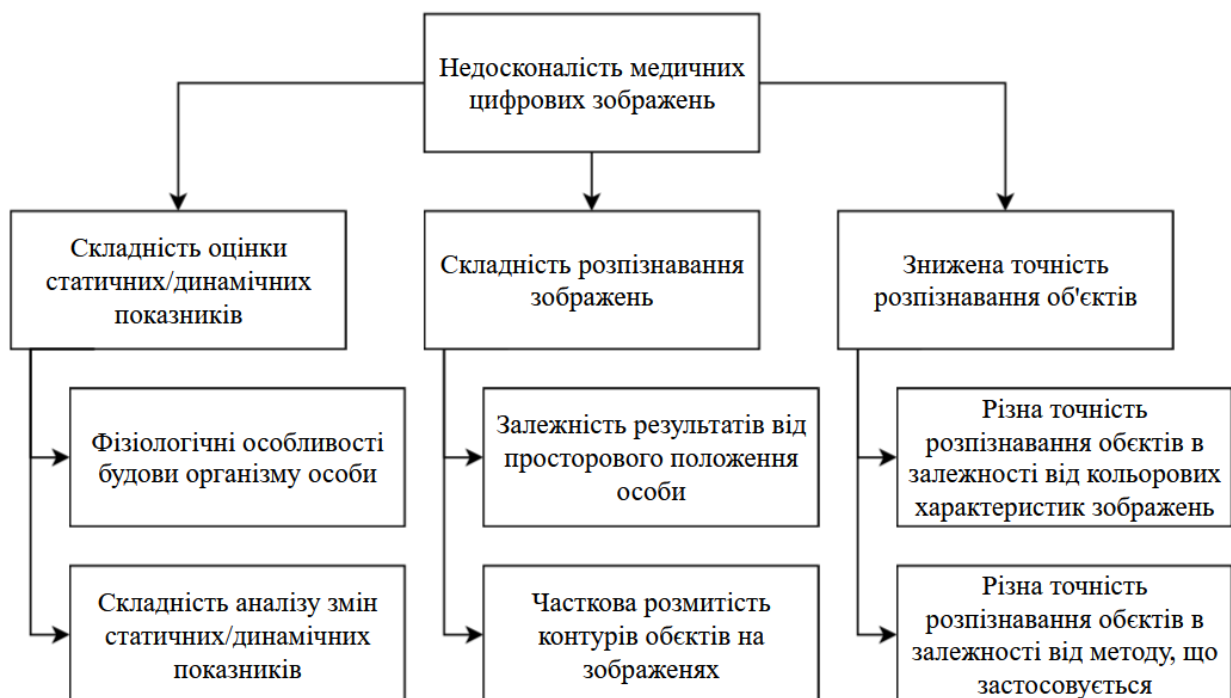 Недосконалість медичних
цифрових зображень
Складність оцінки
статичних/динамічних
показників
Складність розпізнавання
зображень
Знижена точність
розпізнавання об'єктів
Фізіологічні особливості
будови організму особи
Залежність результатів від
просторового положення
особи
Різна точність
розпізнавання обєктів в
залежності від кольорових
характеристик зображень
Складність аналізу змін
статичних/динамічних
показників
Часткова розмитість
контурів обєктів на
зображенях
Різна точність
розпізнавання обєктів в
залежності від методу, що
застосовується